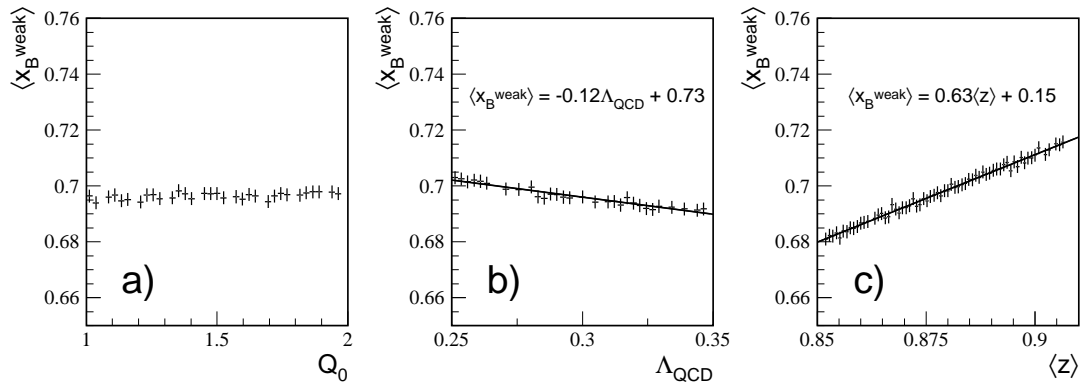 ⟨x_B^weak⟩
0.76
0.74
0.72
0.7
0.68
0.66
a)
1
1.5
2
Q_0
⟨x_B^weak⟩
0.76
0.74
0.72
0.7
0.68
0.66
⟨x_B^weak⟩ = -0.12Λ_QCD + 0.73
b)
0.25
0.3
0.35
Λ_QCD
⟨x_B^weak⟩
0.76
0.74
0.72
0.7
0.68
0.66
⟨x_B^weak⟩ = 0.63⟨z⟩ + 0.15
c)
0.85
0.875
0.9
⟨z⟩